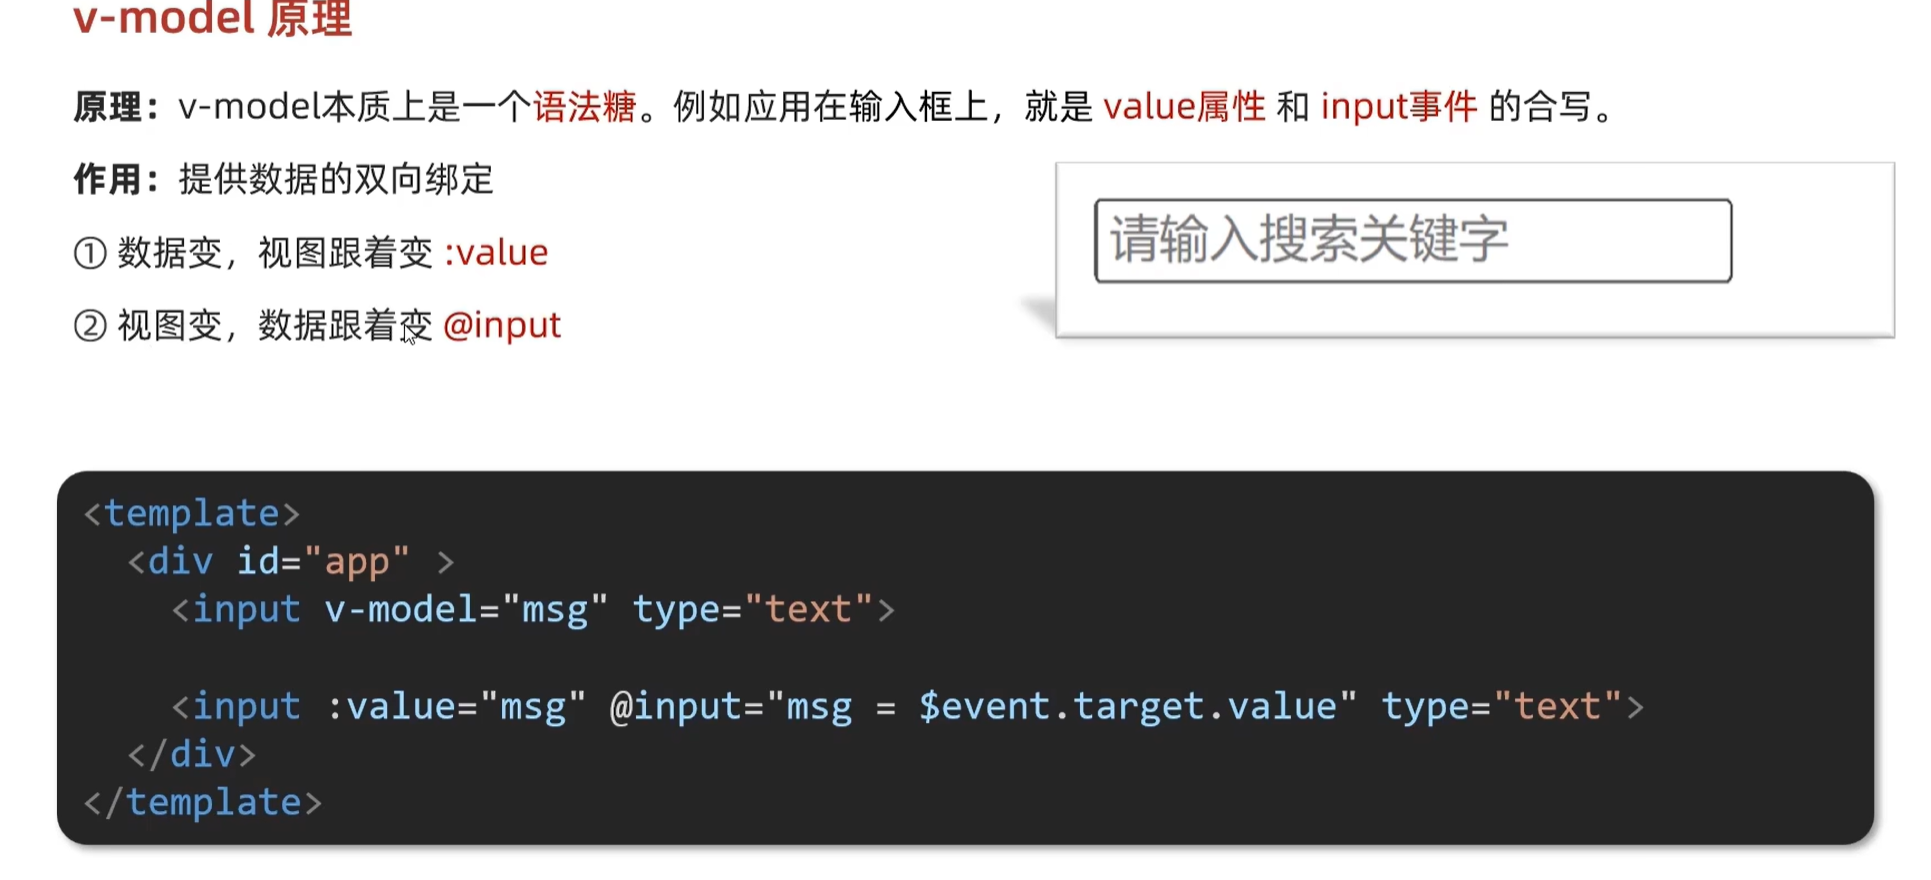 v-model 原理
原理：v-model本质上是一个语法糖。例如应用在输入框上，就是 value属性 和 input事件 的合写。
作用：提供数据的双向绑定
① 数据变，视图跟着变 :value
② 视图变，数据跟着变 @input
请输入搜索关键字
<template>
  <div id="app" >
    <input v-model="msg" type="text">
    <input :value="msg" @input="msg = $event.target.value" type="text">
  </div>
</template>